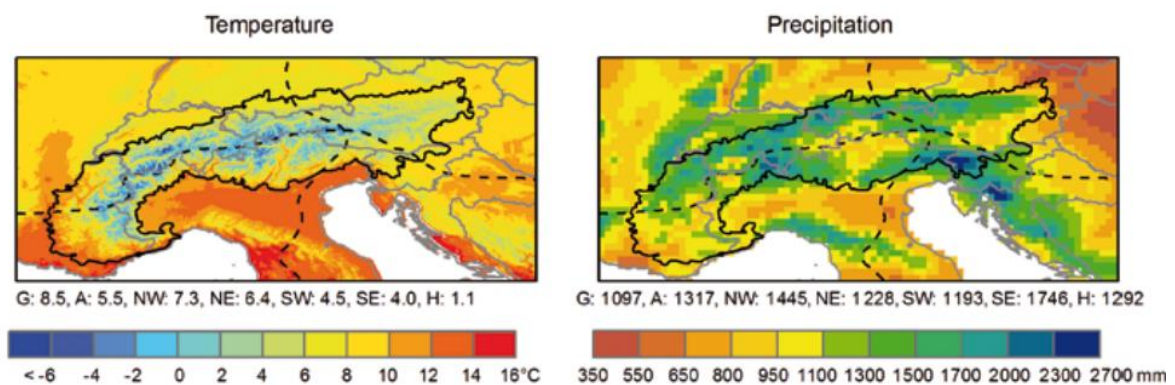 Temperature
Precipitation
G: 8.5, A: 5.5, NW: 7.3, NE: 6.4, SW: 4.5, SE: 4.0, H: 1.1
G: 1097, A: 1317, NW: 1445, NE: 1228, SW: 1193, SE: 1746, H: 1292
< -6 -4 -2 0 2 4 6 8 10 12 14 16°C
350 550 650 800 950 1100 1300 1500 1700 2000 2300 2700 mm